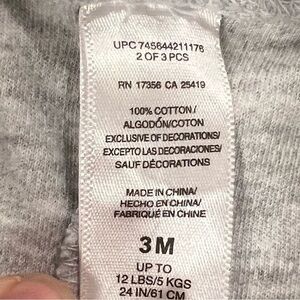 UPC 745644211176
2 OF 3 PCS
RN 17356 CA 25419
100% COTTON/
ALGODÓN/COTON
EXCLUSIVE OF DECORATIONS/
EXCEPTO LAS DECORACIONES/
SAUF DÉCORATIONS
MADE IN CHINA/
HECHO EN CHINA/
FABRIQUÉ EN CHINE
3M
UP TO
12 LBS/5 KGS
24 IN/61 CM